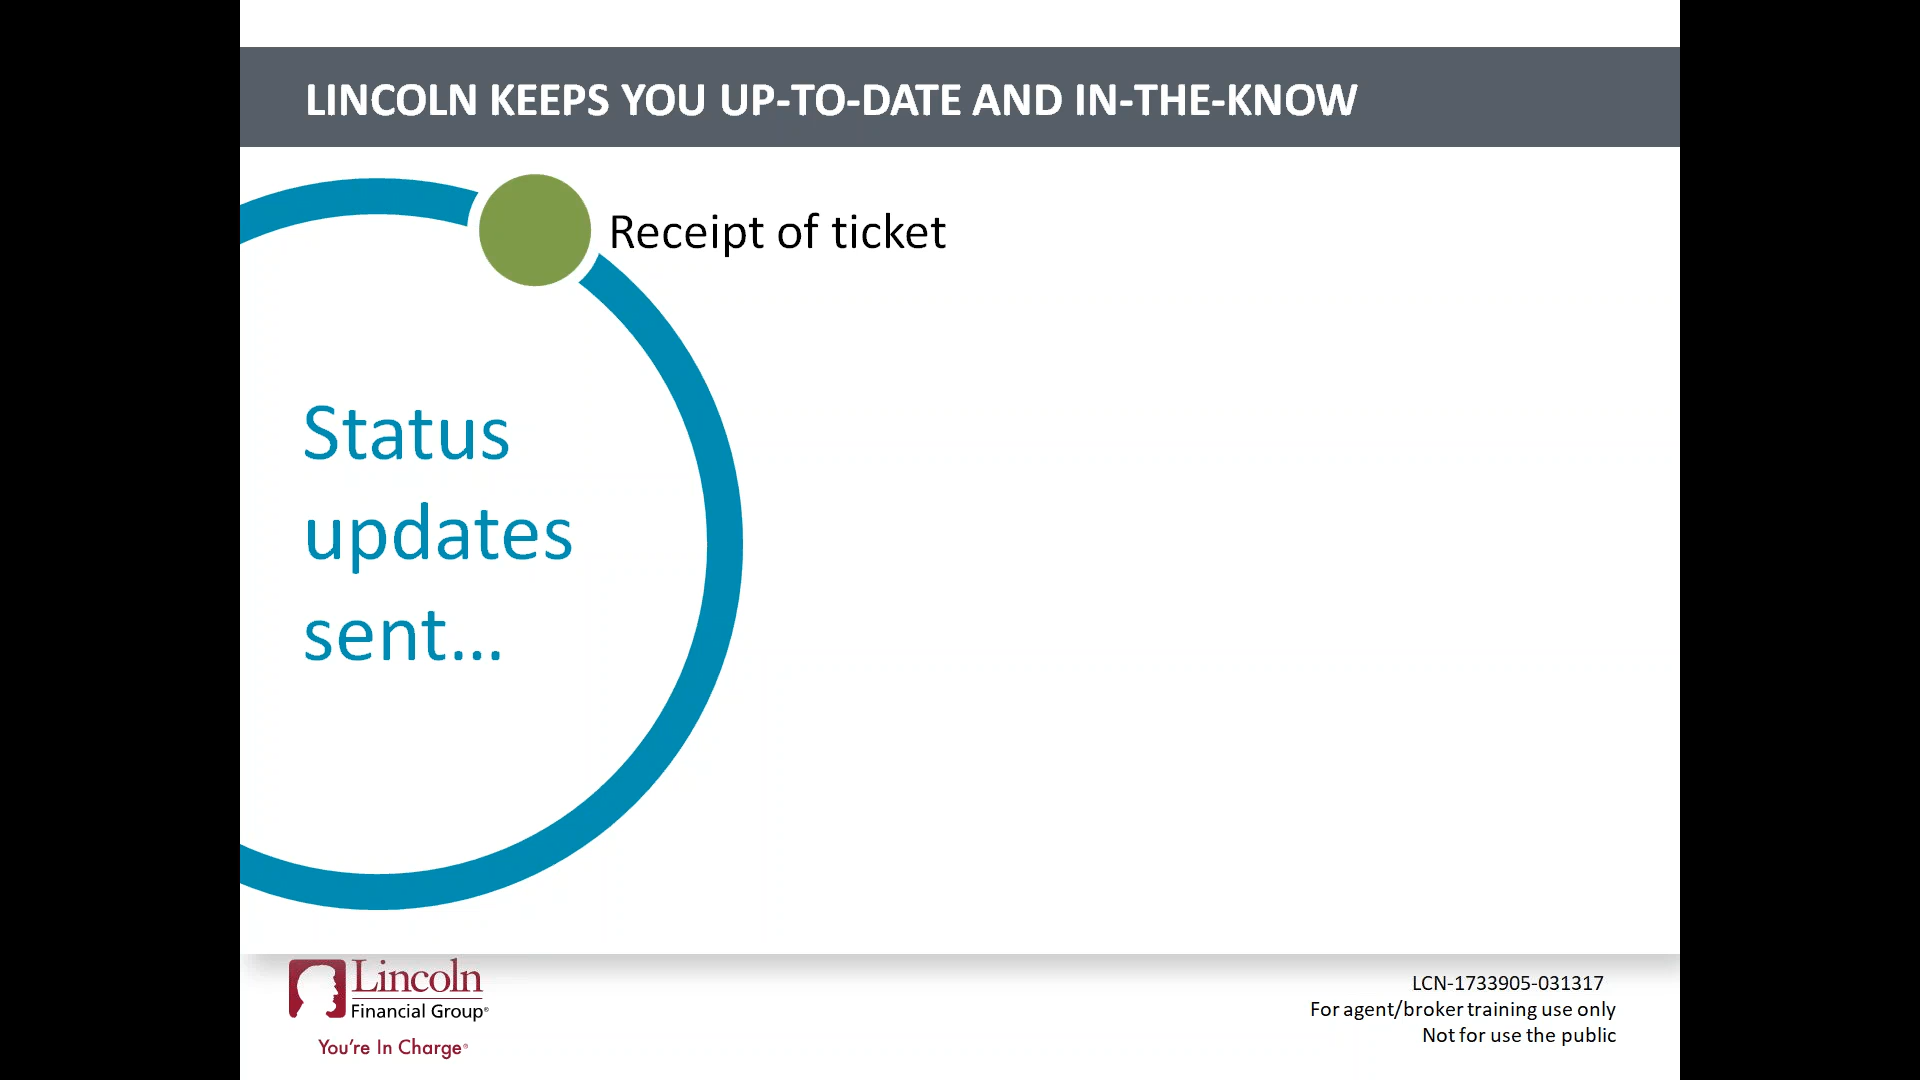 LINCOLN KEEPS YOU UP-TO-DATE AND IN-THE-KNOW
Receipt of ticket
Status
updates
sent...
Lincoln
Financial Group®
You're In Charge®
LCN-1733905-031317
For agent/broker training use only
Not for use the public